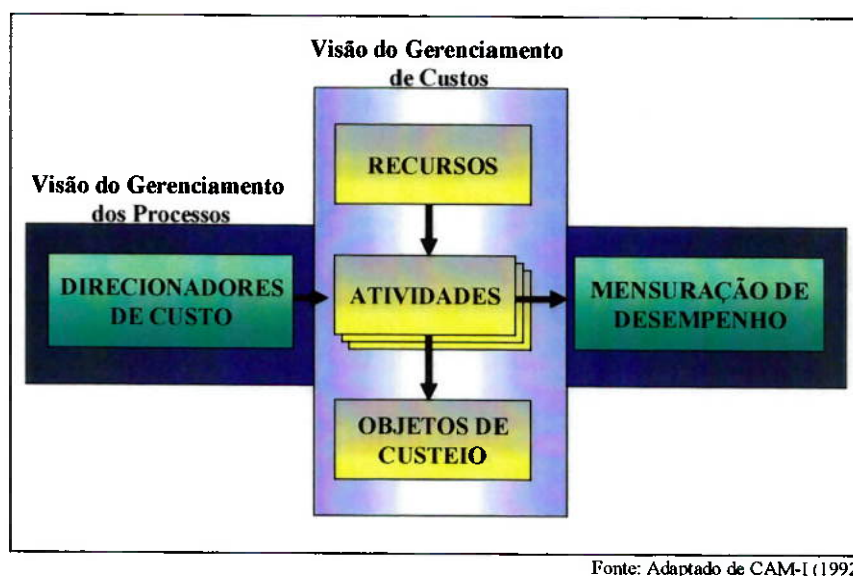 Visão do Gerenciamento
de Custos
RECURSOS
Visão do Gerenciamento
dos Processos
DIRECIONADORES
DE CUSTO
ATIVIDADES
MENSURAÇÃO DE
DESEMPENHO
OBJETOS DE
CUSTEIO
Fonte: Adaptado de CAM-I (1992